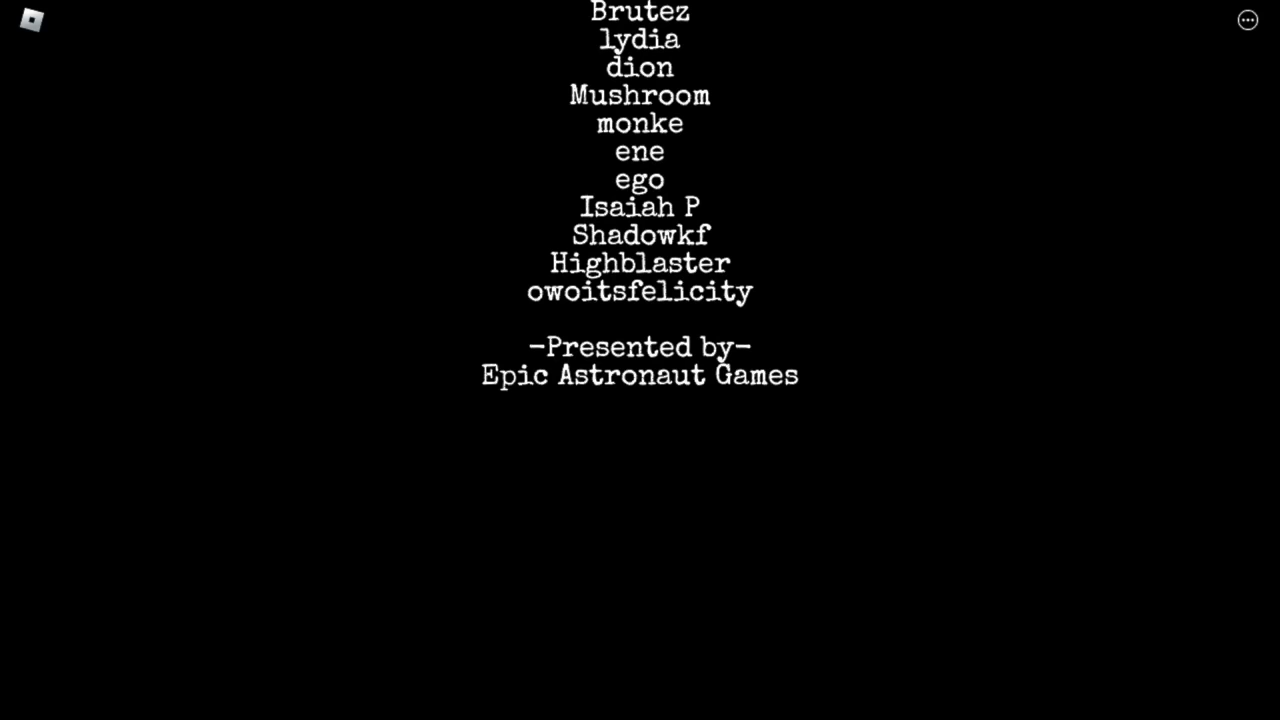 Brutez
lydia
dion
Mushroom
monke
ene
ego
Isaiah P
Shadowkf
Highblaster
owoitsfelicity
-Presented by-
Epic Astronaut Games